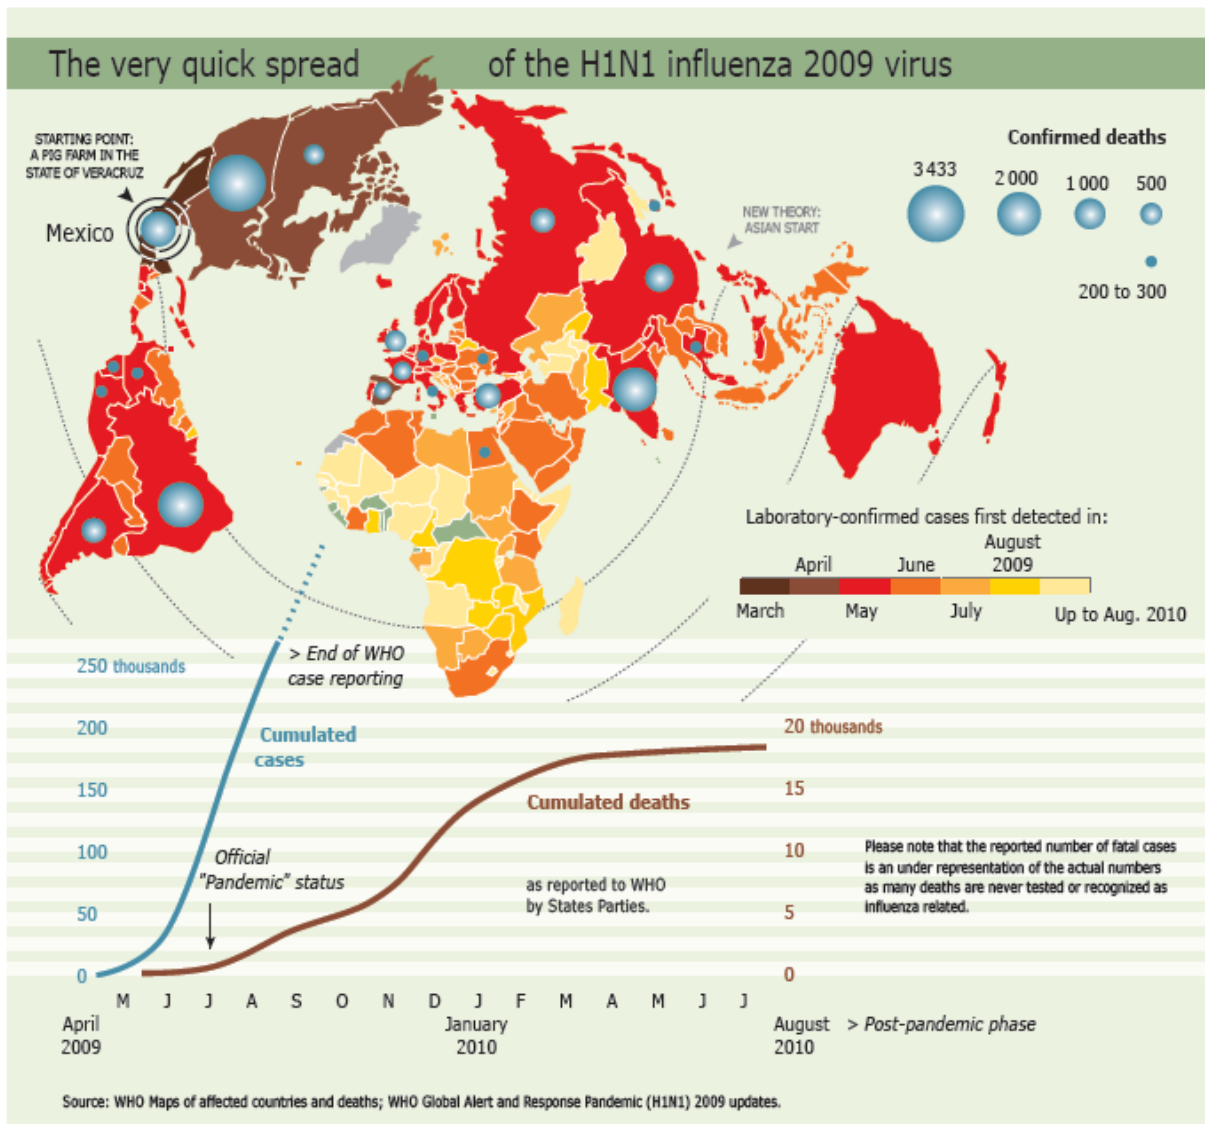 The very quick spread of the H1N1 influenza 2009 virus
STARTING POINT:
A PIG FARM IN THE
STATE OF VERACRUZ
Mexico
Confirmed deaths
3 433
2 000
1 000
500
200 to 300
NEW THEORY:
ASIAN START
Laboratory-confirmed cases first detected in:
August
April June 2009
March May July Up to Aug. 2010
250 thousands
200
150
100
50
0
> End of WHO
case reporting
Cumulated
cases
Official
"Pandemic" status
Cumulated deaths
as reported to WHO
by States Parties.
20 thousands
15
10
5
0
Please note that the reported number of fatal cases
is an under representation of the actual numbers
as many deaths are never tested or recognized as
influenza related.
M J J A S O N D J F M A M J J
April
2009
January
2010
August
2010
> Post-pandemic phase
Source: WHO Maps of affected countries and deaths; WHO Global Alert and Response Pandemic (H1N1) 2009 updates.